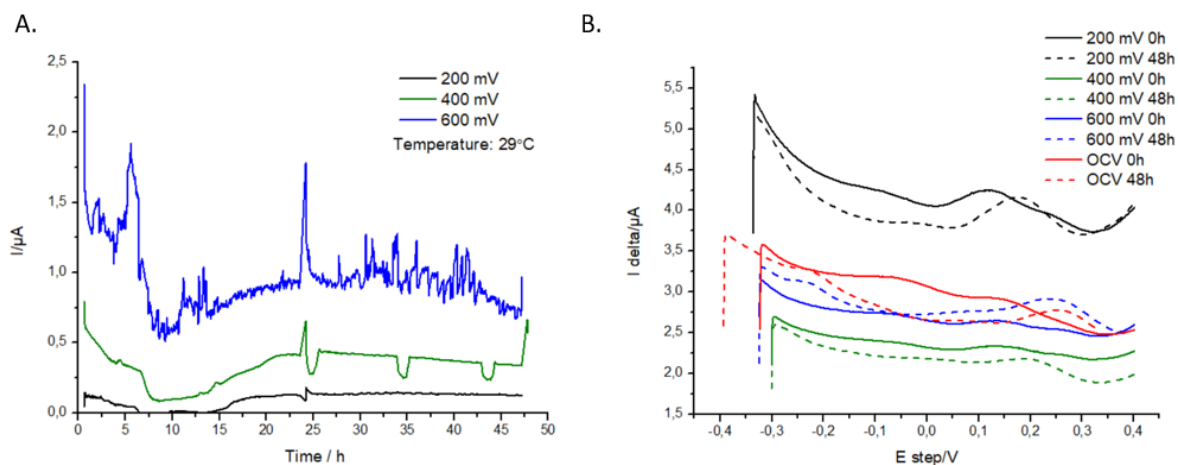 A.
2,5
2,0
1,5
1,0
0,5
0,0
I/μA
0 5 10 15 20 25 30 35 40 45 50
Time / h
200 mV
400 mV
600 mV
Temperature: 29°C
B.
200 mV 0h
200 mV 48h
400 mV 0h
400 mV 48h
600 mV 0h
600 mV 48h
OCV 0h
OCV 48h
5,5
5,0
4,5
4,0
3,5
3,0
2,5
2,0
1,5
I delta/μA
-0,4 -0,3 -0,2 -0,1 0,0 0,1 0,2 0,3 0,4
E step/V